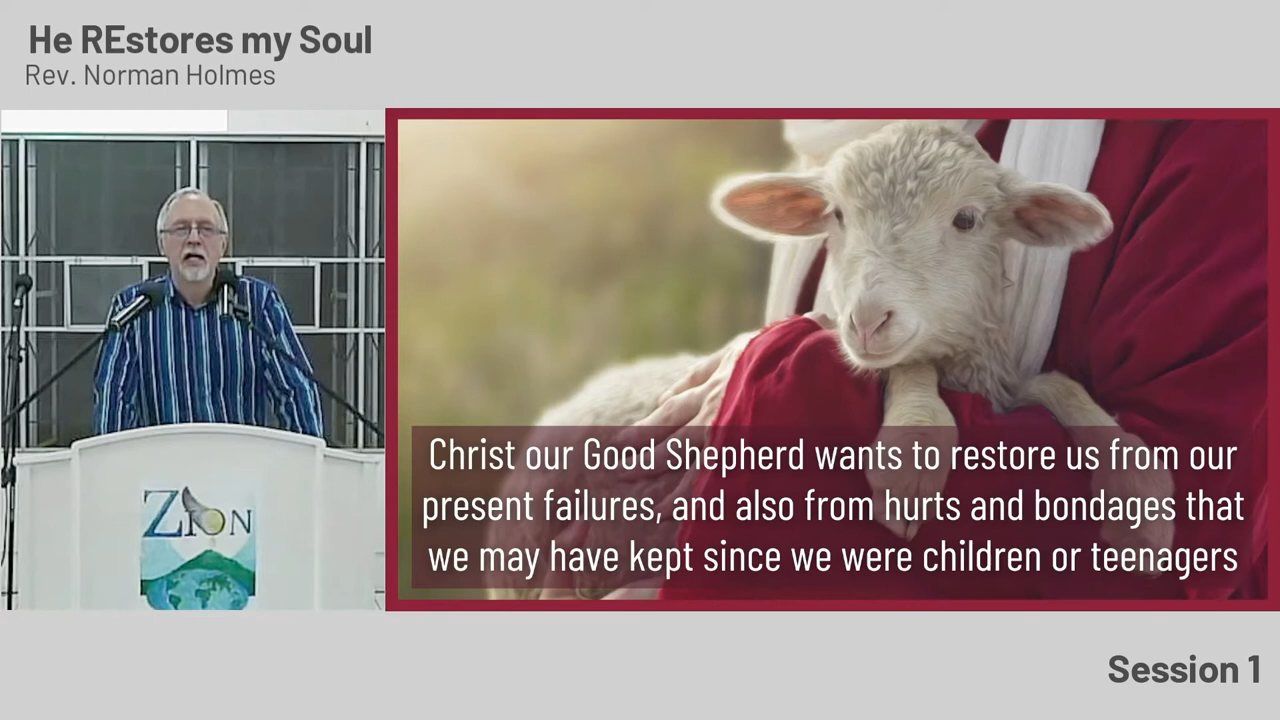 He REstores my Soul
Rev. Norman Holmes
Christ our Good Shepherd wants to restore us from our
present failures, and also from hurts and bondages that
we may have kept since we were children or teenagers
ZION
Session 1